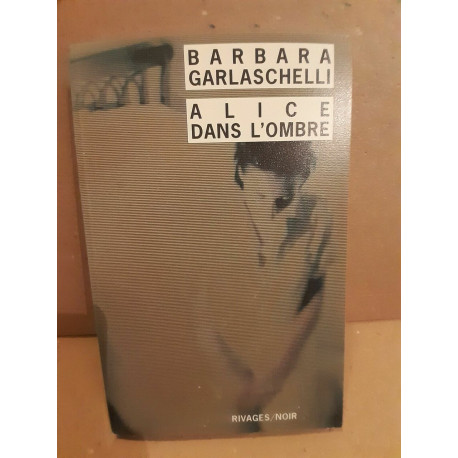 BARBARA
GARLASCHELLI
ALICE
DANS L'OMBRE
RIVAGES/NOIR